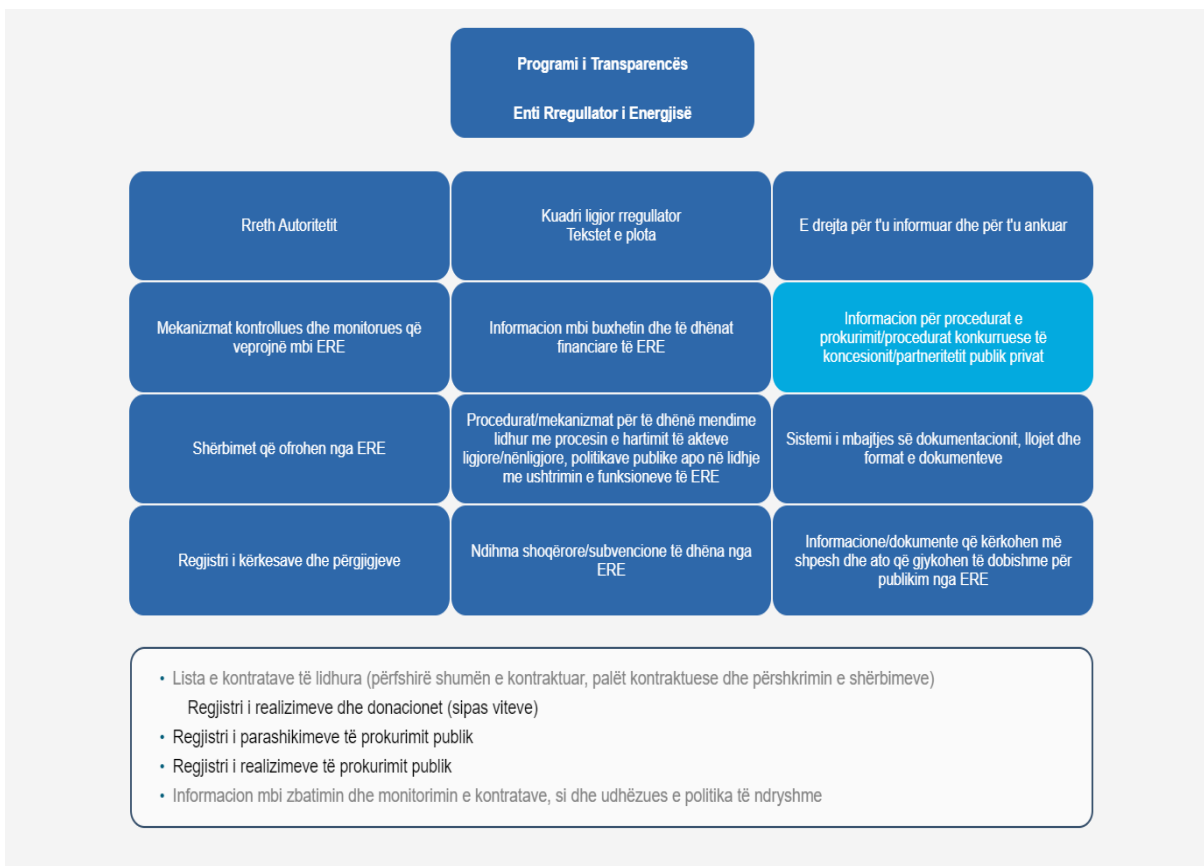 Programi i Transparencës
Enti Rregullator i Energjisë
Rreth Autoritetit
Kuadri ligjor rregullator
Tekstet e plota
E drejta për t'u informuar dhe për t'u ankuar
Mekanizmat kontrollues dhe monitorues që
veprojnë mbi ERE
Informacion mbi buxhetin dhe të dhënat
financiare të ERE
Informacion për procedurat e
prokurimit/procedurat konkurruese të
koncesionit/partneritetit publik privat
Shërbimet që ofrohen nga ERE
Procedurat/mekanizmat për të dhënë mendime
lidhur me procesin e hartimit të akteve
ligjore/nënligjore, politikave publike apo në lidhje
me ushtrimin e funksioneve të ERE
Sistemi i mbajtjes së dokumentacionit, llojet dhe
format e dokumenteve
Regjistri i kërkesave dhe përgjigjeve
Ndihma shoqërore/subvencione të dhëna nga
ERE
Informacione/dokumente që kërkohen më
shpesh dhe ato që gjykohen të dobishme për
publikim nga ERE
• Lista e kontratave të lidhura (përfshirë shumën e kontraktuar, palët kontraktuese dhe përshkrimin e shërbimeve)
Regjistri i realizimeve dhe donacionet (sipas viteve)
• Regjistri i parashikimeve të prokurimit publik
• Regjistri i realizimeve të prokurimit publik
• Informacion mbi zbatimin dhe monitorimin e kontratave, si dhe udhëzues e politika të ndryshme